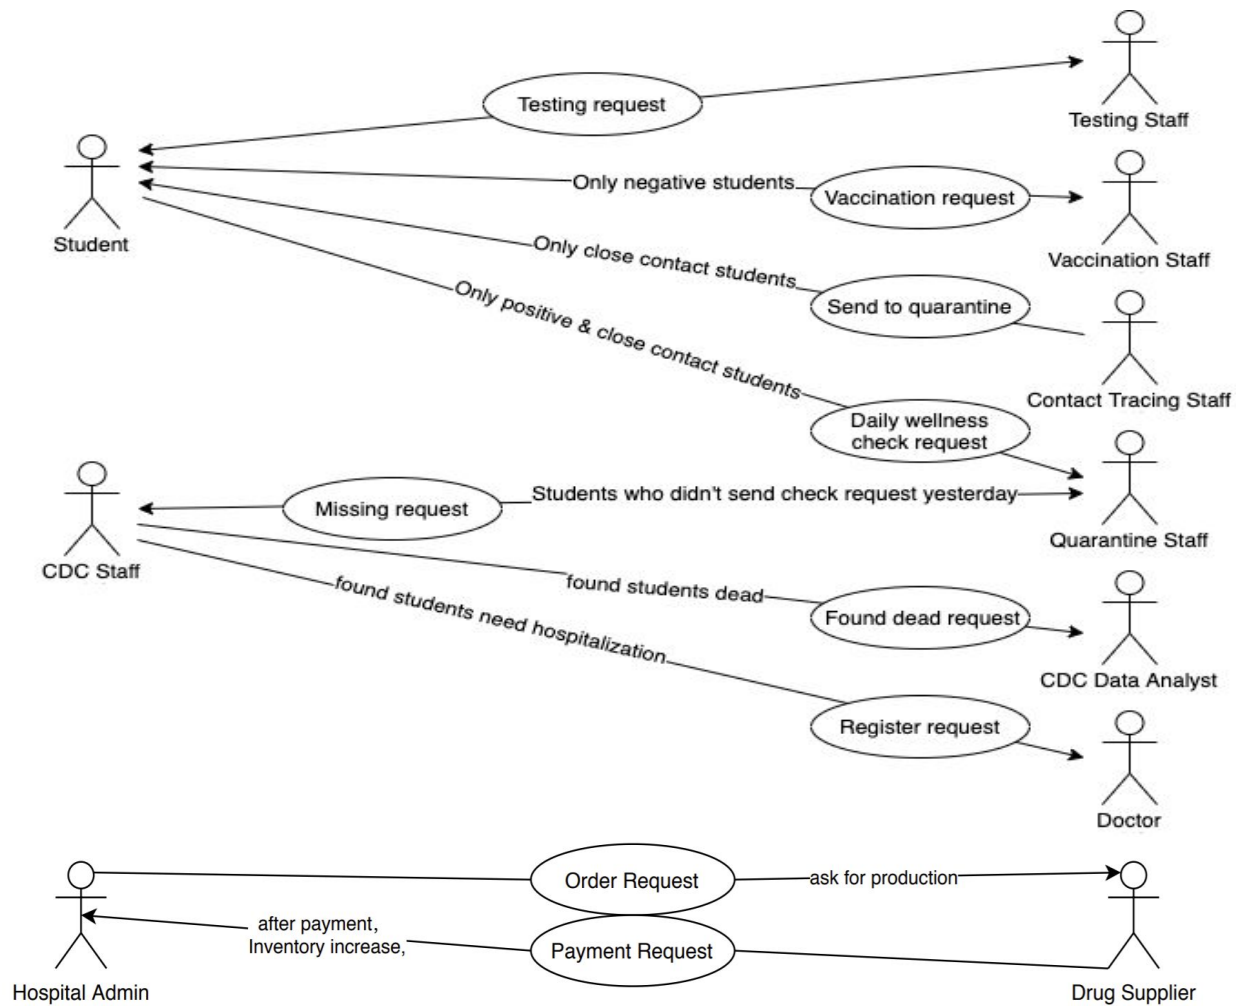 Testing request
Testing Staff
Student
Only negative students
Vaccination request
Vaccination Staff
Only close contact students
Send to quarantine
Only positive & close contact students
Contact Tracing Staff
Daily wellness
check request
CDC Staff
Missing request
Students who didn't send check request yesterday
Quarantine Staff
found students dead
Found dead request
CDC Data Analyst
found students need hospitalization
Register request
Doctor
Order Request
ask for production
after payment,
Inventory increase,
Payment Request
Hospital Admin
Drug Supplier